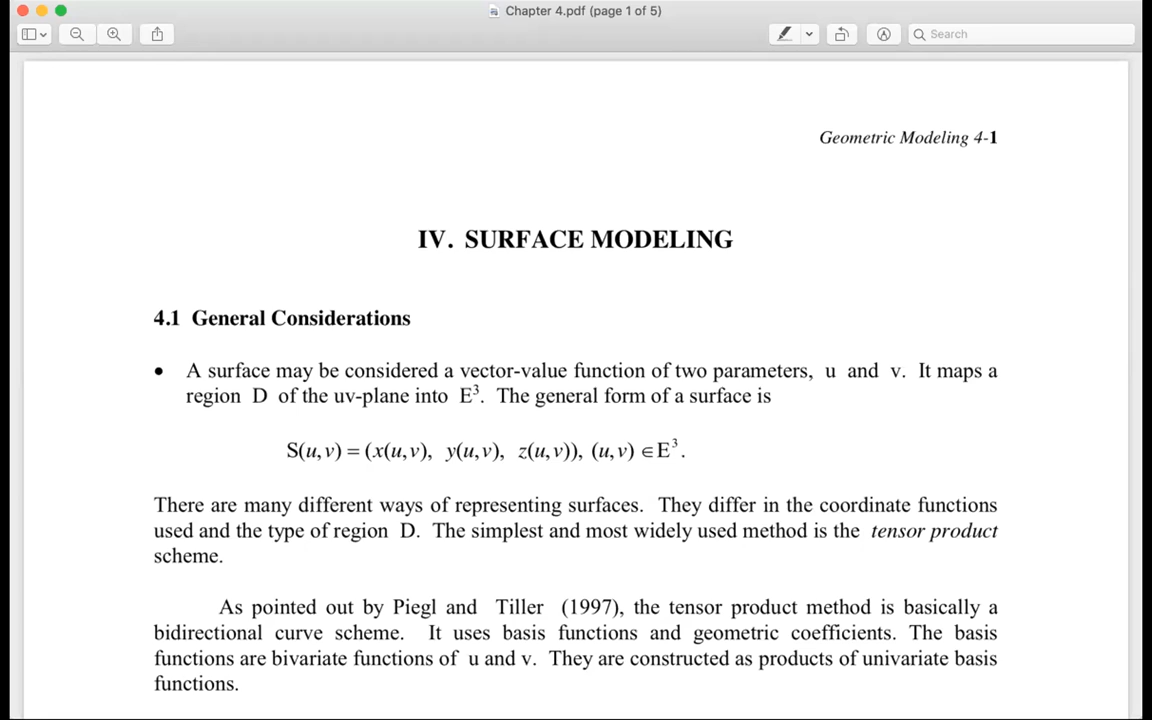 Chapter 4.pdf (page 1 of 5)
Search
Geometric Modeling 4-1
IV. SURFACE MODELING
4.1 General Considerations
• A surface may be considered a vector-value function of two parameters, u and v. It maps a
region D of the uv-plane into E³. The general form of a surface is
S(u,v) = (x(u,v), y(u,v), z(u,v)), (u,v) ∈ E³.
There are many different ways of representing surfaces. They differ in the coordinate functions
used and the type of region D. The simplest and most widely used method is the tensor product
scheme.
As pointed out by Piegl and Tiller (1997), the tensor product method is basically a
bidirectional curve scheme. It uses basis functions and geometric coefficients. The basis
functions are bivariate functions of u and v. They are constructed as products of univariate basis
functions.